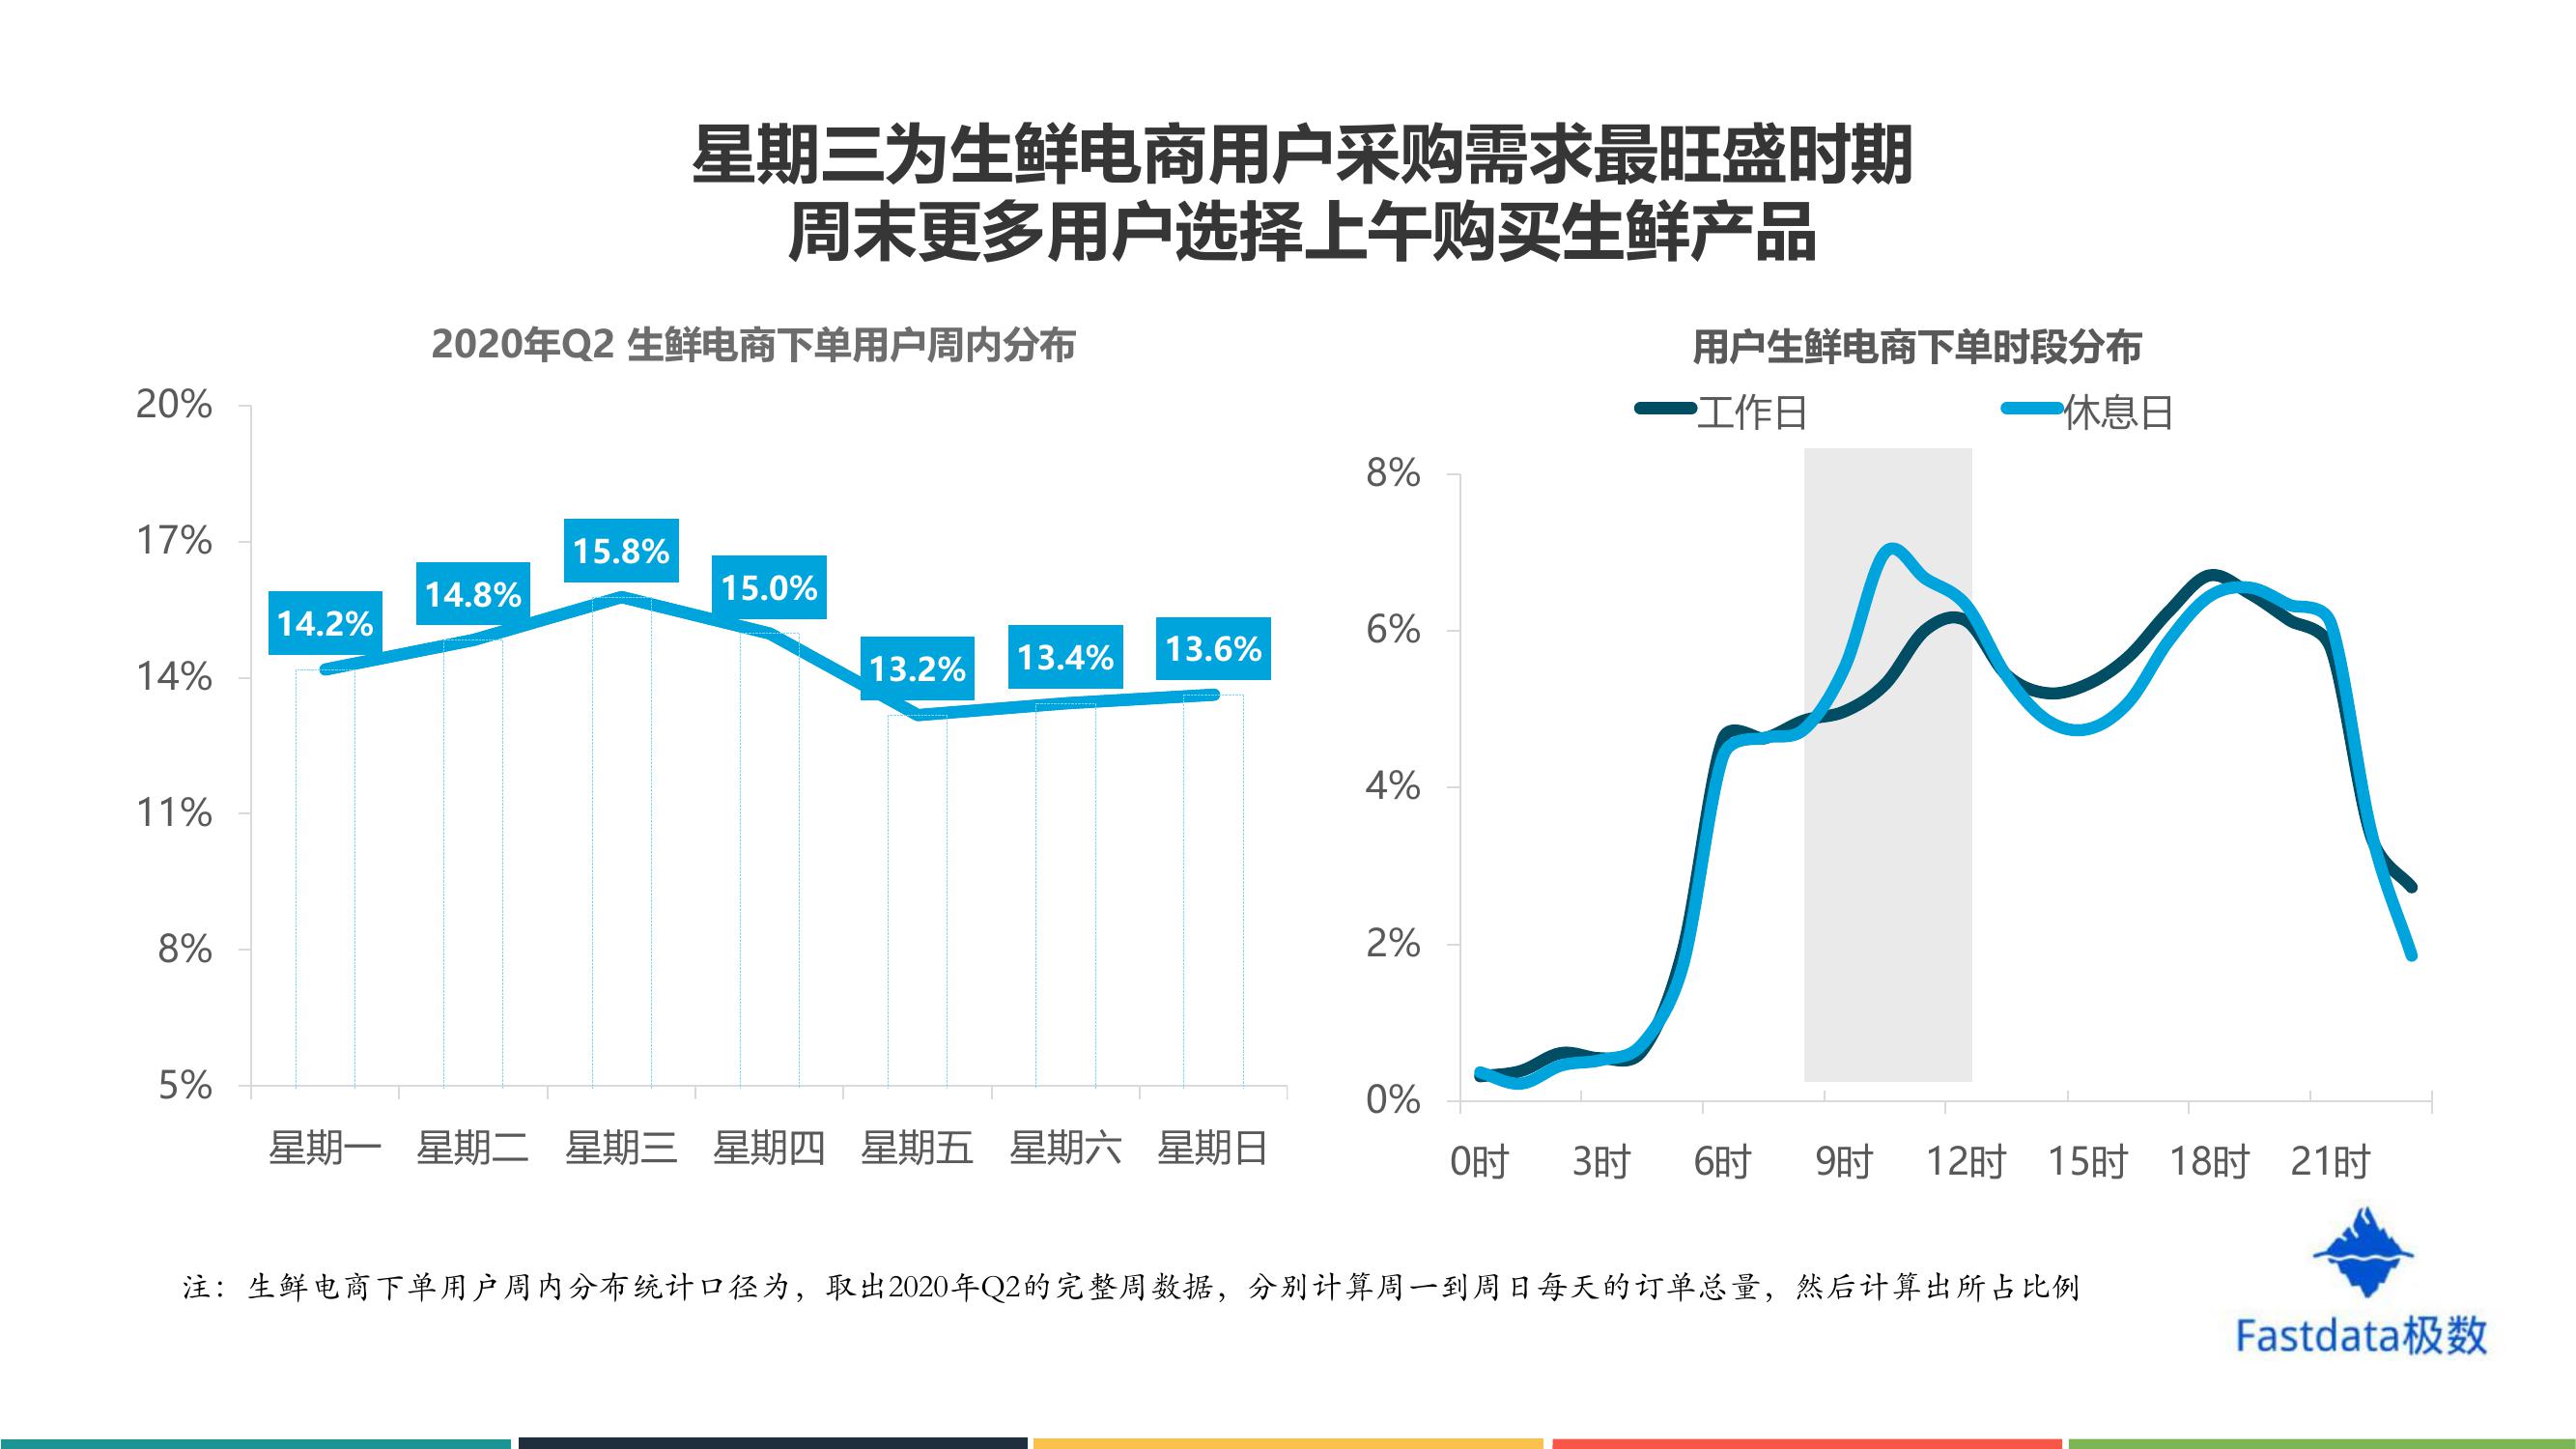 星期三为生鲜电商用户采购需求最旺盛时期
周末更多用户选择上午购买生鲜产品
2020年Q2 生鲜电商下单用户周内分布
20%
17%
14%
11%
8%
5%
14.2%
14.8%
15.8%
15.0%
13.2%
13.4%
13.6%
星期一 星期二 星期三 星期四 星期五 星期六 星期日
用户生鲜电商下单时段分布
工作日 休息日
8%
6%
4%
2%
0%
0时 3时 6时 9时 12时 15时 18时 21时
注：生鲜电商下单用户周内分布统计口径为，取出2020年Q2的完整周数据，分别计算周一到周日每天的订单总量，然后计算出所占比例
Fastdata极数